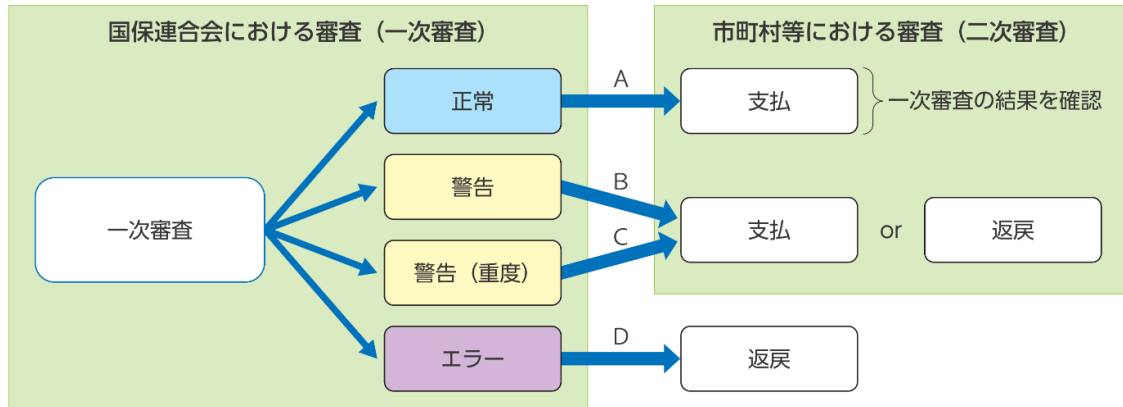 国保連合会における審査（一次審査）
市町村等における審査（二次審査）
一次審査
正常
A
支払
一次審査の結果を確認
警告
B
警告（重度）
C
支払
or
返戻
エラー
D
返戻